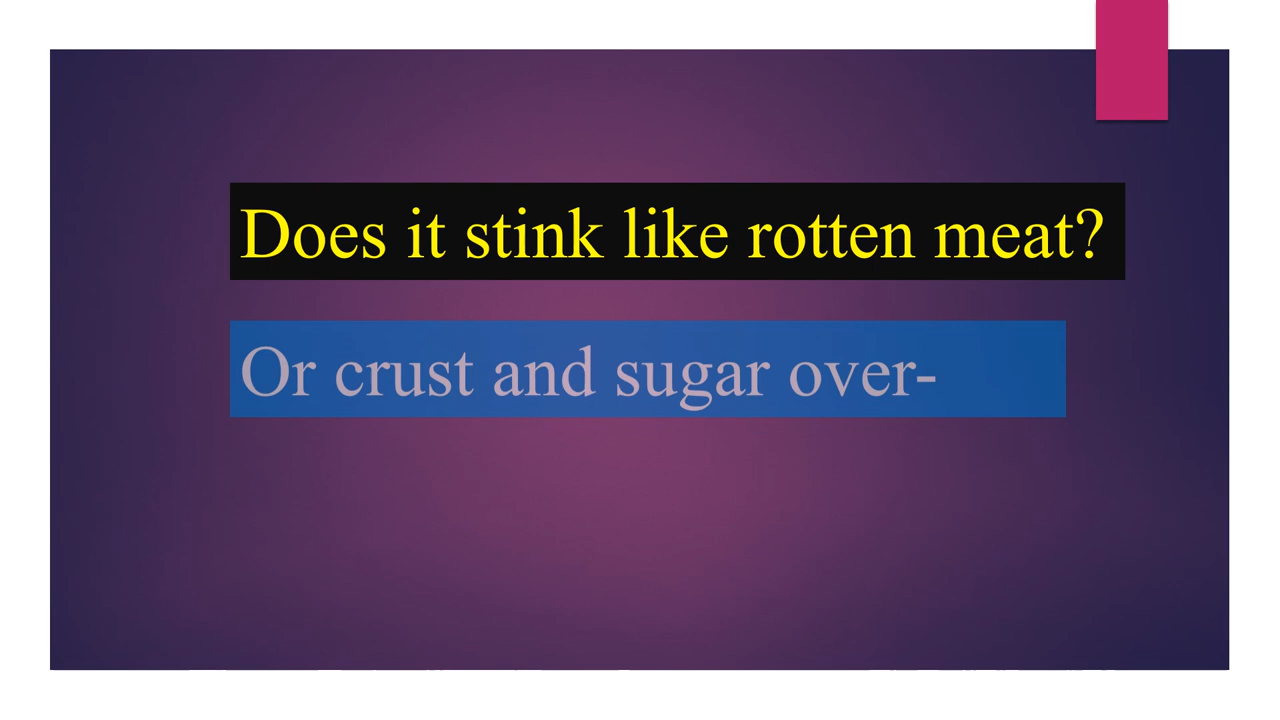 Does it stink like rotten meat?
Or crust and sugar over-